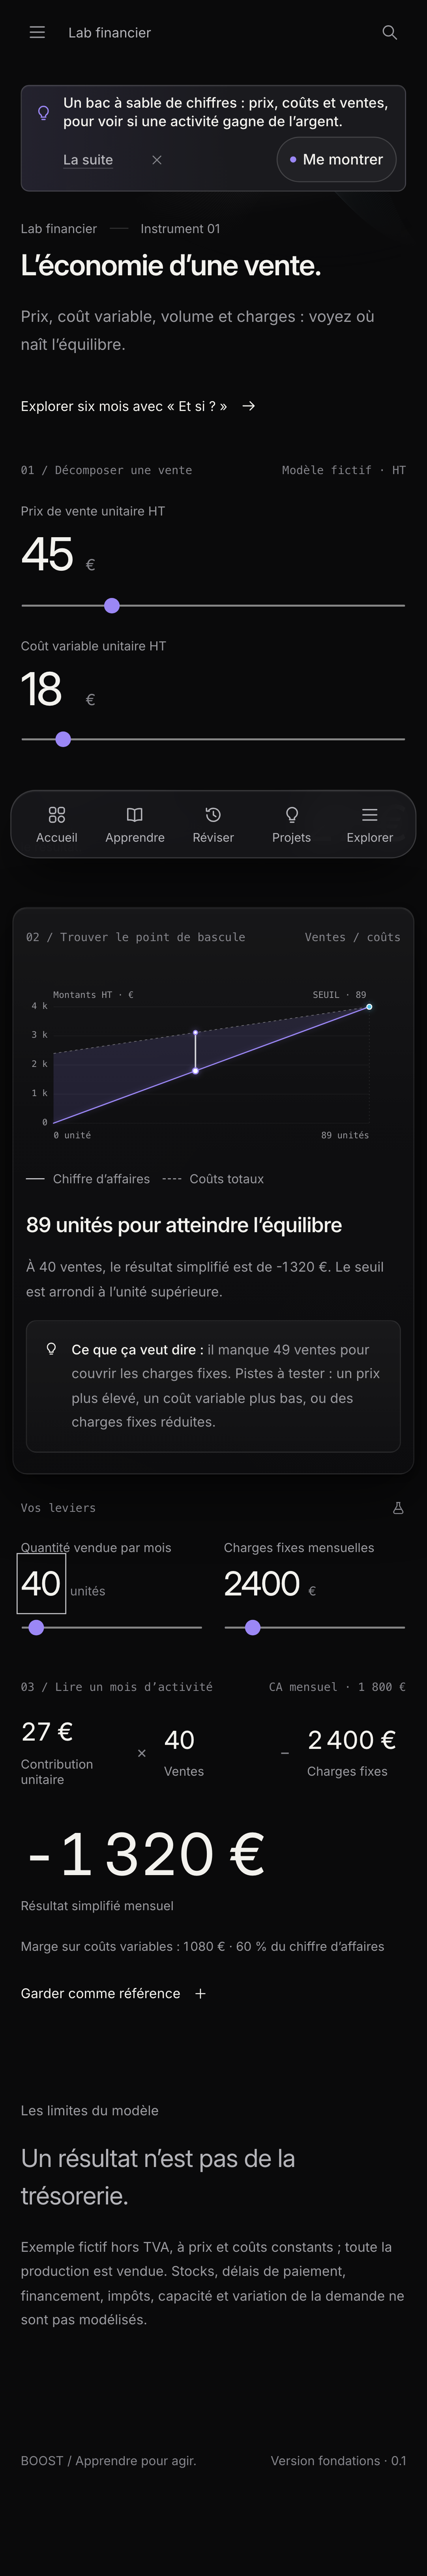 Lab financier
Un bac à sable de chiffres : prix, coûts et ventes,
pour voir si une activité gagne de l’argent.
La suite
Me montrer
Lab financier — Instrument 01
L’économie d’une vente.
Prix, coût variable, volume et charges : voyez où
naît l’équilibre.
Explorer six mois avec « Et si ? » →
01 / Décomposer une vente
Modèle fictif · HT
Prix de vente unitaire HT
45 €
Coût variable unitaire HT
18 €
Accueil
Apprendre
Réviser
Projets
Explorer
02 / Trouver le point de bascule
Ventes / coûts
Montants HT · €
SEUIL · 89
4 k
3 k
2 k
1 k
0
0 unité
89 unités
Chiffre d’affaires
Coûts totaux
89 unités pour atteindre l’équilibre
À 40 ventes, le résultat simplifié est de -1 320 €. Le seuil
est arrondi à l’unité supérieure.
Ce que ça veut dire : il manque 49 ventes pour
couvrir les charges fixes. Pistes à tester : un prix
plus élevé, un coût variable plus bas, ou des
charges fixes réduites.
Vos leviers
Quantité vendue par mois
40 unités
Charges fixes mensuelles
2400 €
03 / Lire un mois d’activité
CA mensuel · 1 800 €
27 €
Contribution
unitaire
×
40
Ventes
−
2 400 €
Charges fixes
-1 320 €
Résultat simplifié mensuel
Marge sur coûts variables : 1 080 € · 60 % du chiffre d’affaires
Garder comme référence +
Les limites du modèle
Un résultat n’est pas de la
trésorerie.
Exemple fictif hors TVA, à prix et coûts constants ; toute la
production est vendue. Stocks, délais de paiement,
financement, impôts, capacité et variation de la demande ne
sont pas modélisés.
BOOST / Apprendre pour agir.
Version fondations · 0.1